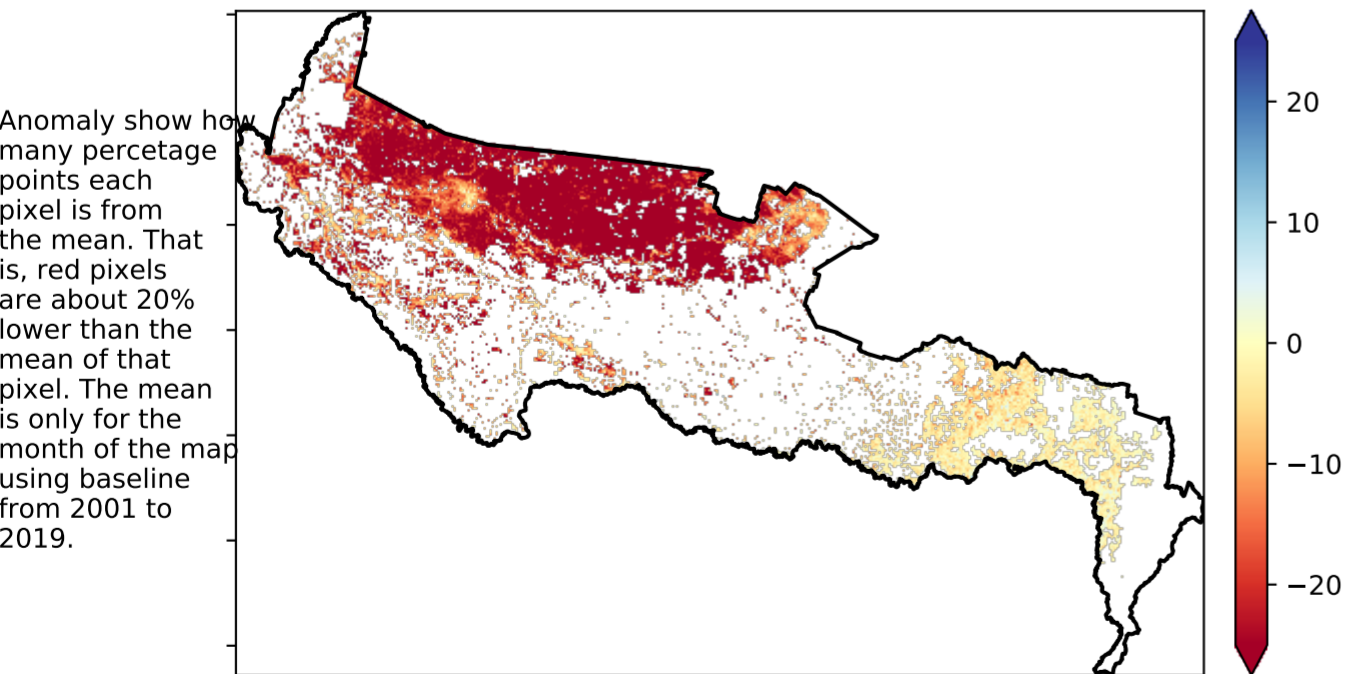 Anomaly show how
many percetage
points each
pixel is from
the mean. That
is, red pixels
are about 20%
lower than the
mean of that
pixel. The mean
is only for the
month of the map
using baseline
from 2001 to
2019.
20
10
0
−10
−20